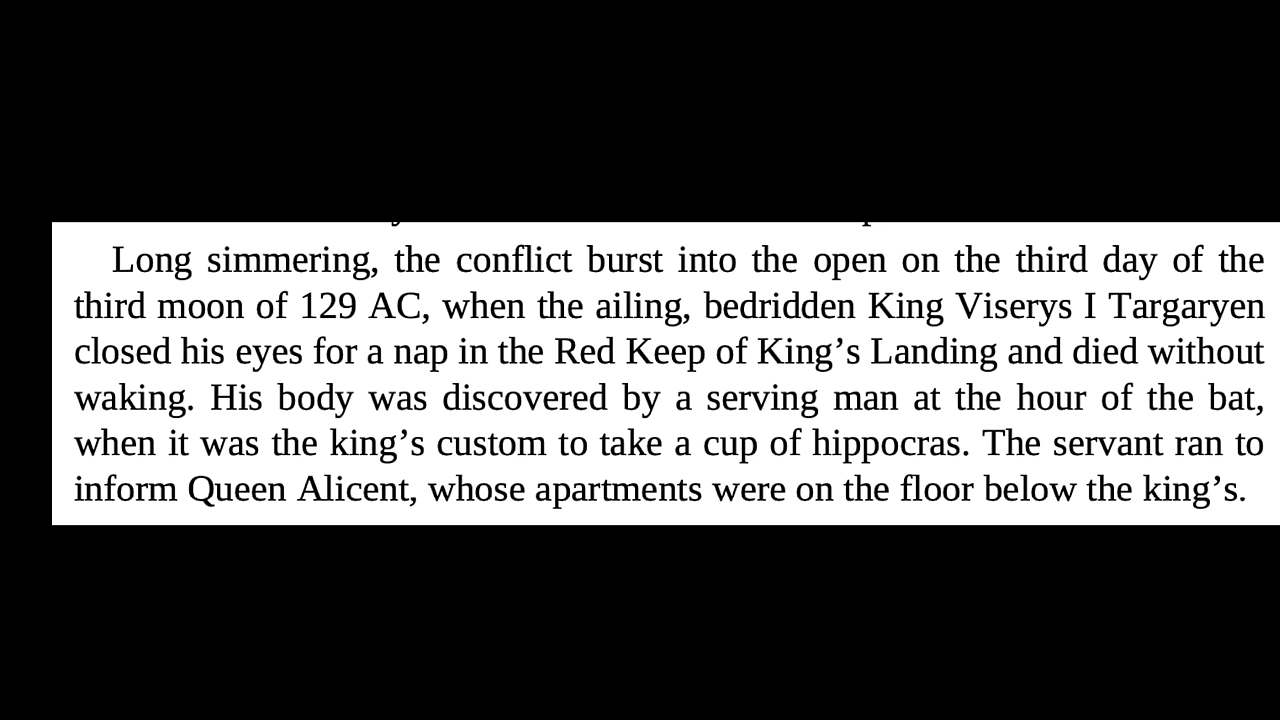 Long simmering, the conflict burst into the open on the third day of the
third moon of 129 AC, when the ailing, bedridden King Viserys I Targaryen
closed his eyes for a nap in the Red Keep of King’s Landing and died without
waking. His body was discovered by a serving man at the hour of the bat,
when it was the king’s custom to take a cup of hippocras. The servant ran to
inform Queen Alicent, whose apartments were on the floor below the king’s.